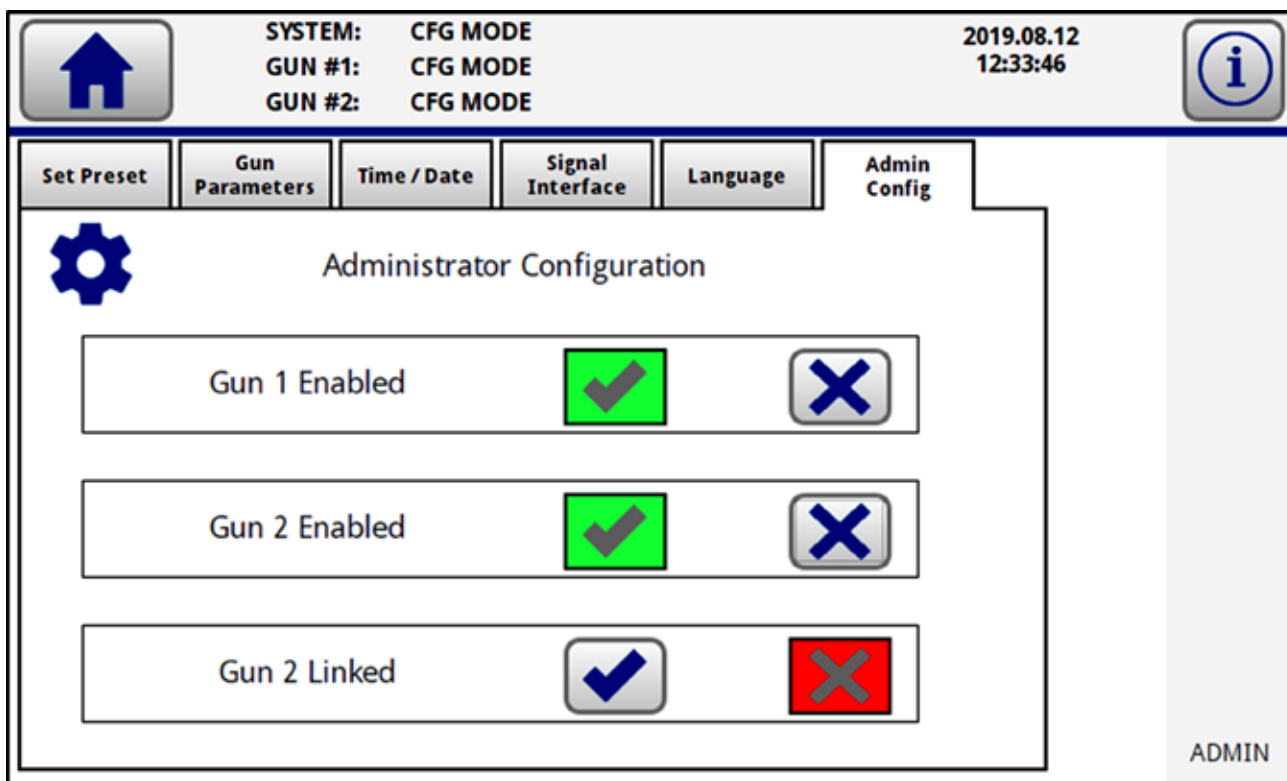 SYSTEM: CFG MODE
GUN #1: CFG MODE
GUN #2: CFG MODE
2019.08.12
12:33:46
i
Set Preset
Gun
Parameters
Time / Date
Signal
Interface
Language
Admin
Config
Administrator Configuration
Gun 1 Enabled
Gun 2 Enabled
Gun 2 Linked
ADMIN